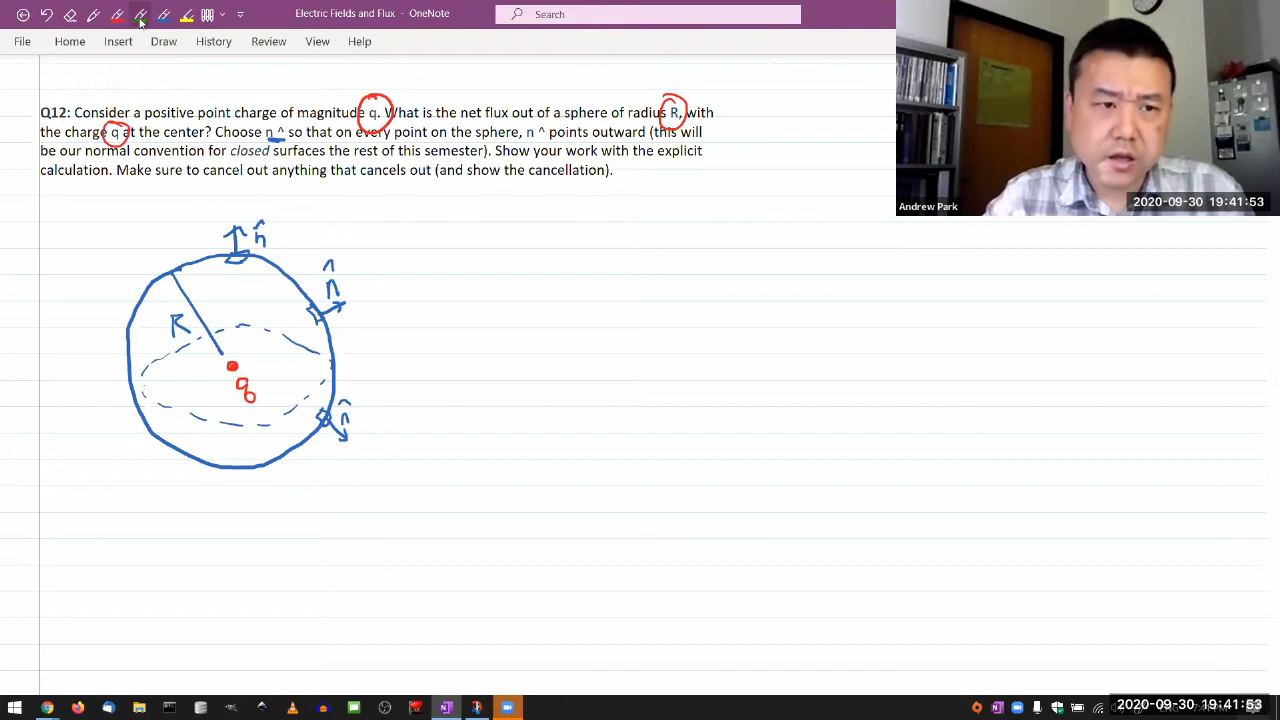 Electric Fields and Flux - OneNote
Search
File Home Insert Draw History Review View Help
Q12: Consider a positive point charge of magnitude q. What is the net flux out of a sphere of radius R, with
the charge q at the center? Choose n ^ so that on every point on the sphere, n ^ points outward (this will
be our normal convention for closed surfaces the rest of this semester). Show your work with the explicit
calculation. Make sure to cancel out anything that cancels out (and show the cancellation).
Andrew Park
2020-09-30 19:41:53
n̂
n̂
R
q
n̂
2020-09-30 19:41:53